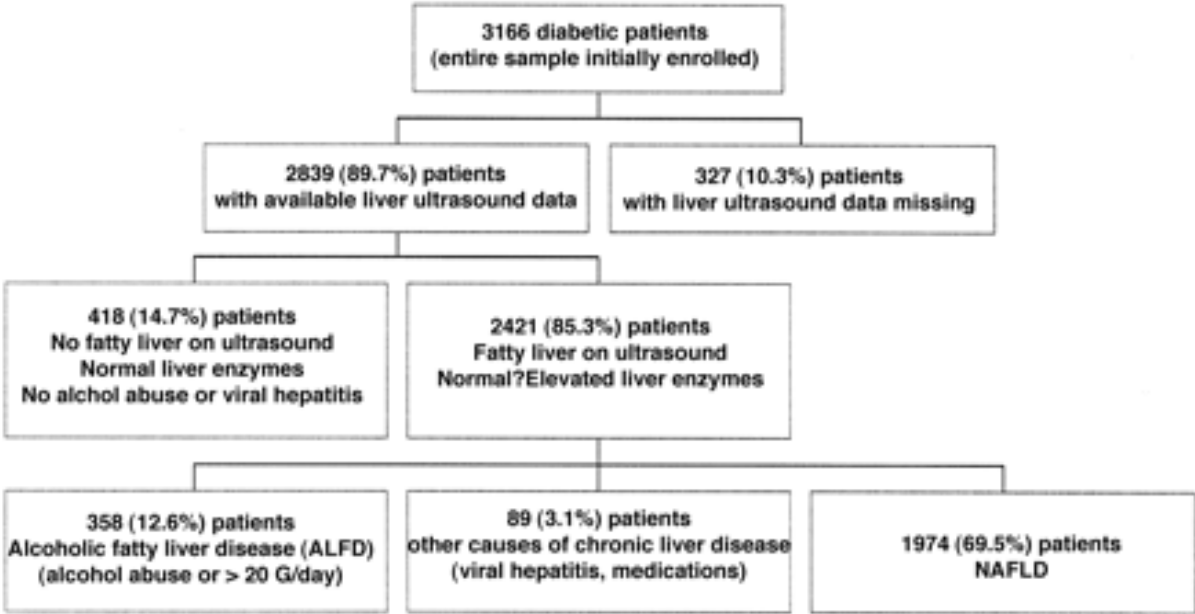 3166 diabetic patients
(entire sample initially enrolled)
2839 (89.7%) patients
with available liver ultrasound data
327 (10.3%) patients
with liver ultrasound data missing
418 (14.7%) patients
No fatty liver on ultrasound
Normal liver enzymes
No alchol abuse or viral hepatitis
2421 (85.3%) patients
Fatty liver on ultrasound
Normal?Elevated liver enzymes
358 (12.6%) patients
Alcoholic fatty liver disease (ALFD)
(alcohol abuse or > 20 G/day)
89 (3.1%) patients
other causes of chronic liver disease
(viral hepatitis, medications)
1974 (69.5%) patients
NAFLD